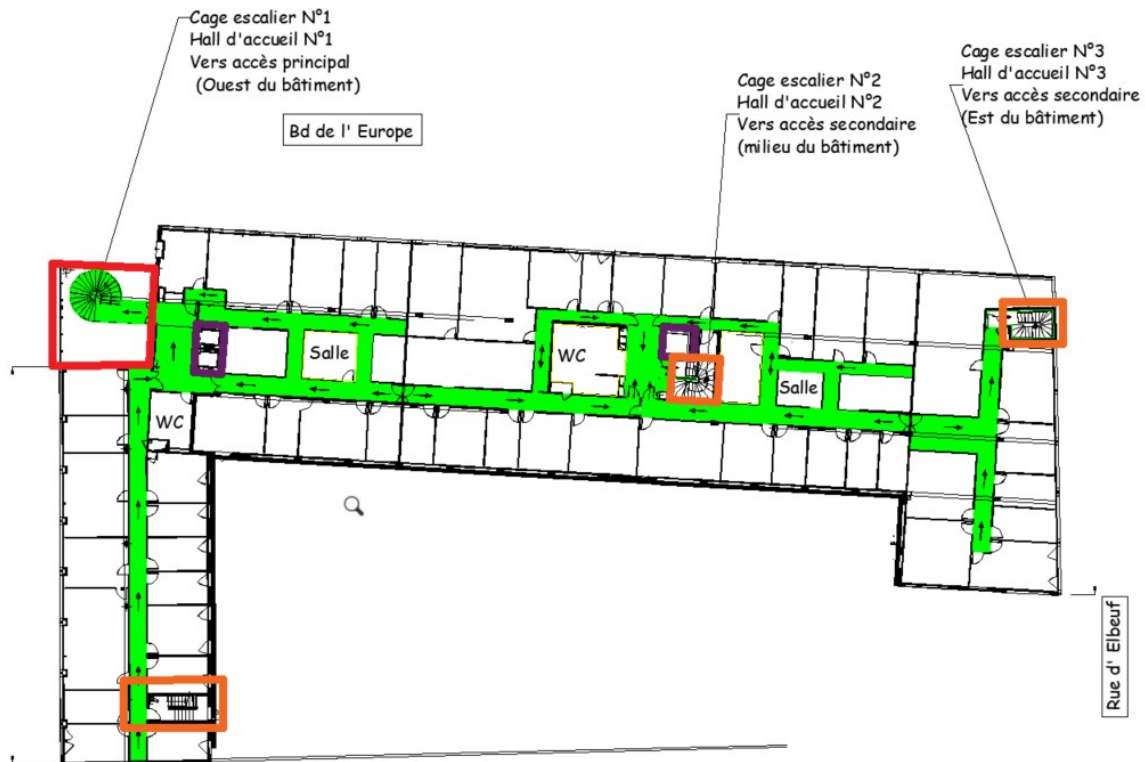 Cage escalier N°1
Hall d'accueil N°1
Vers accès principal
(Ouest du bâtiment)
Bd de l' Europe
Cage escalier N°2
Hall d'accueil N°2
Vers accès secondaire
(milieu du bâtiment)
Cage escalier N°3
Hall d'accueil N°3
Vers accès secondaire
(Est du bâtiment)
Salle
WC
Salle
WC
Rue d' Elbeuf